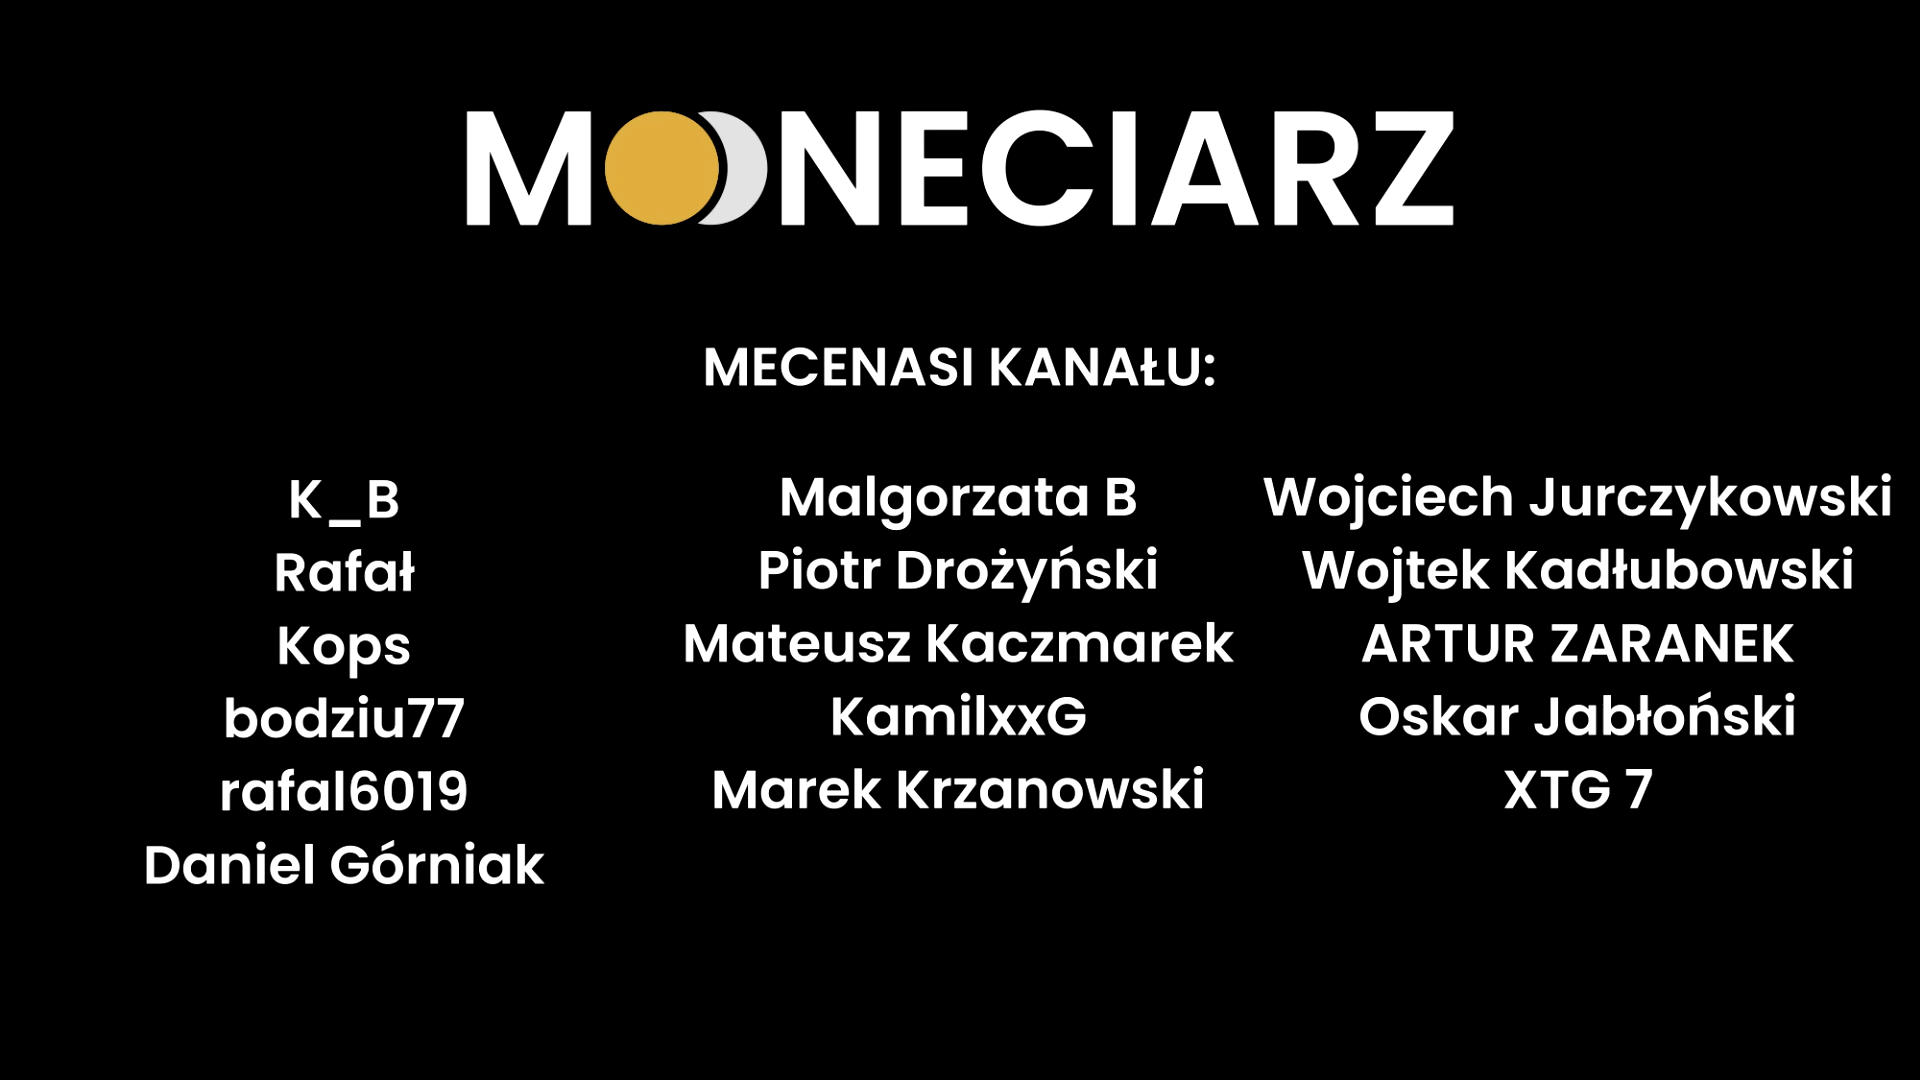 MOONECIARZ
MECENASI KANAŁU:
K_B
Rafał
Kops
bodziu77
rafal6019
Daniel Górniak
Malgorzata B
Piotr Drożyński
Mateusz Kaczmarek
KamilxxG
Marek Krzanowski
Wojciech Jurczykowski
Wojtek Kadłubowski
ARTUR ZARANEK
Oskar Jabłoński
XTG 7